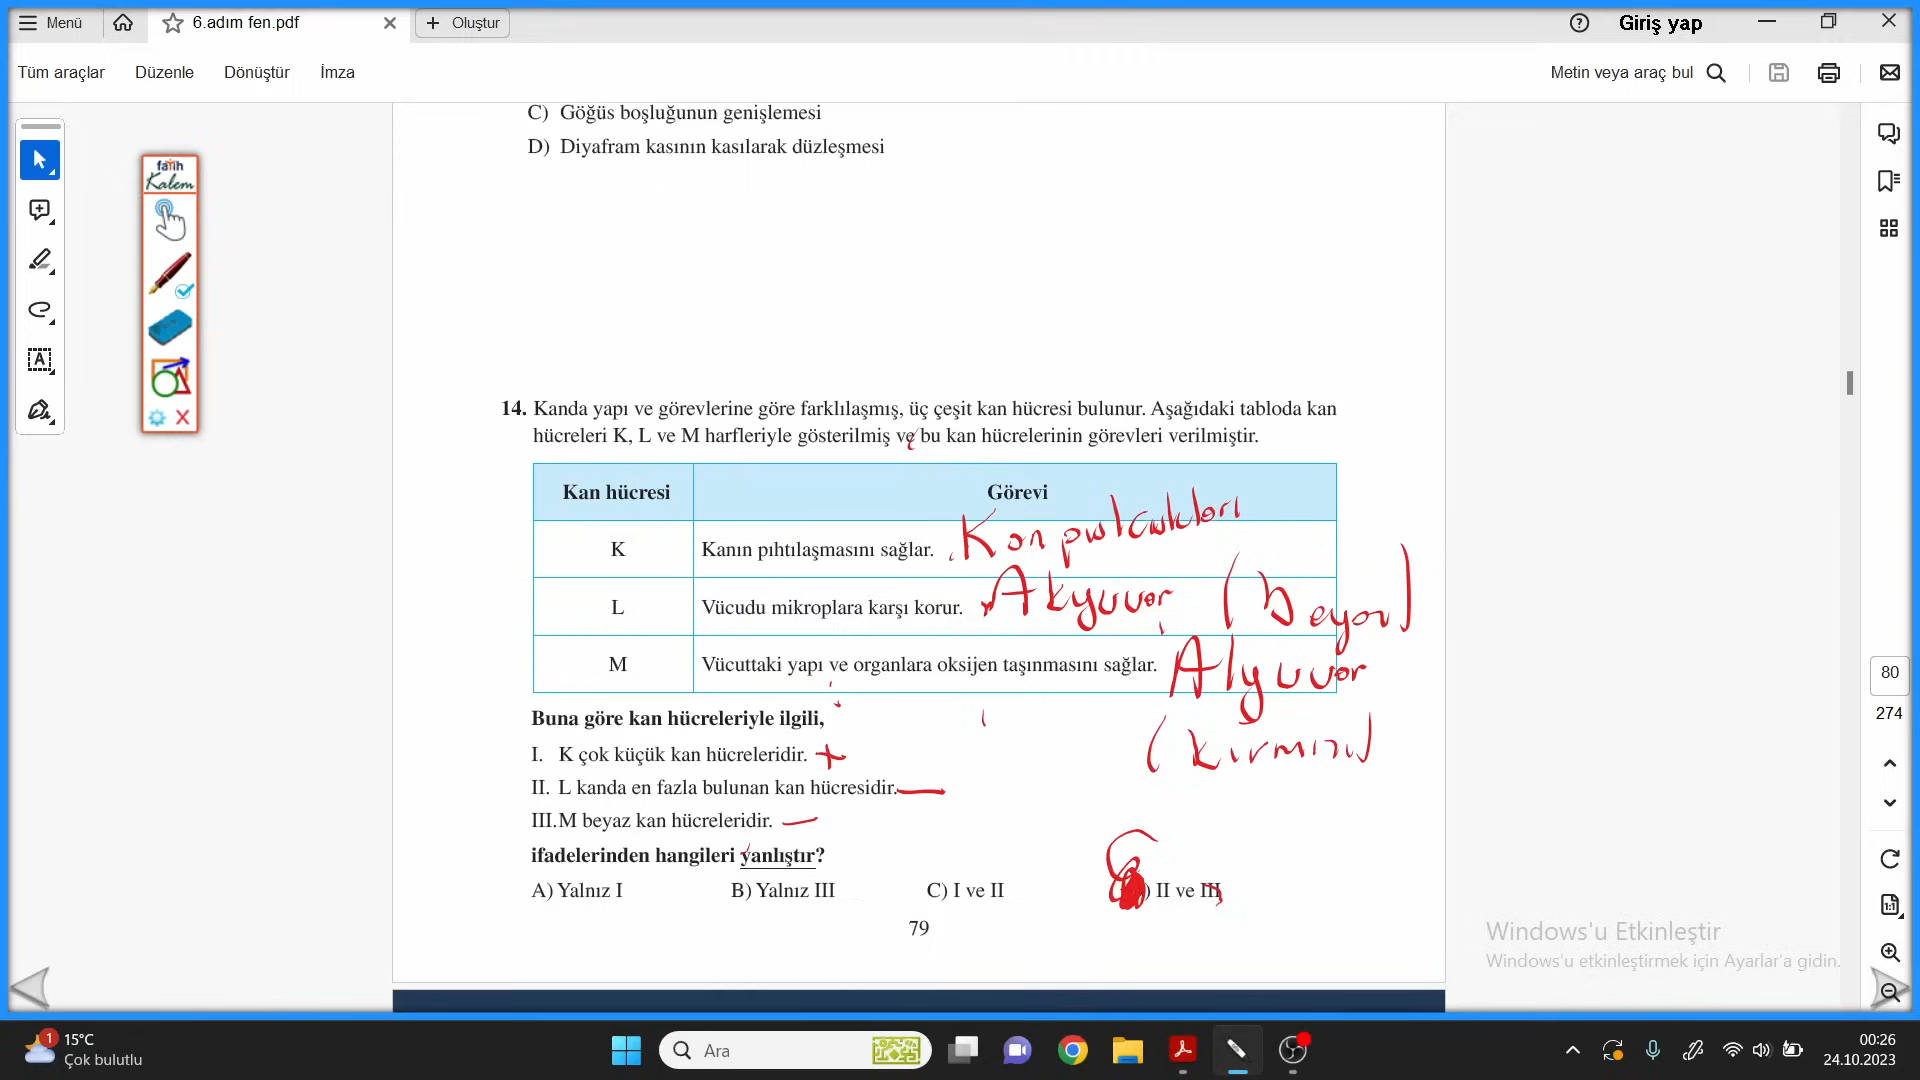 Menü
6.adım fen.pdf
Oluştur
Giriş yap
Tüm araçlar Düzenle Dönüştür İmza
Metin veya araç bul
C) Göğüs boşluğunun genişlemesi
D) Diyafram kasının kasılarak düzleşmesi
fatih
Kalem
14. Kanda yapı ve görevlerine göre farklılaşmış, üç çeşit kan hücresi bulunur. Aşağıdaki tabloda kan
hücreleri K, L ve M harfleriyle gösterilmiş ve bu kan hücrelerinin görevleri verilmiştir.
Kan hücresi Görevi
K Kanın pıhtılaşmasını sağlar. Kan pulcukları
L Vücudu mikroplara karşı korur. Akyuvar (beyaz)
M Vücuttaki yapı ve organlara oksijen taşınmasını sağlar. Alyuvar
(kırmızı)
Buna göre kan hücreleriyle ilgili,
I. K çok küçük kan hücreleridir. +
II. L kanda en fazla bulunan kan hücresidir. —
III.M beyaz kan hücreleridir. —
ifadelerinden hangileri yanlıştır?
A) Yalnız I B) Yalnız III C) I ve II ) II ve III
79
80
274
1:1
Windows'u Etkinleştir
Windows'u etkinleştirmek için Ayarlar'a gidin.
1
15°C
Çok bulutlu
Ara
00:26
24.10.2023